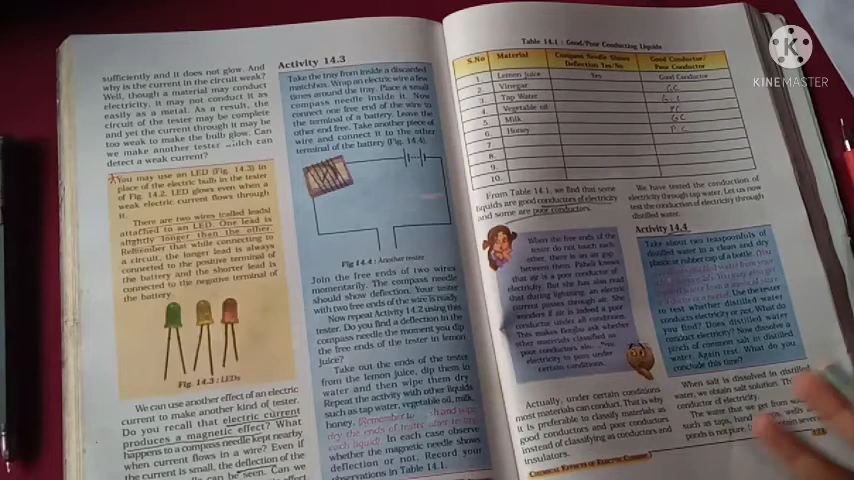 sufficiently and it does not glow. And
why is the current in the circuit weak?
Well, though a material may conduct
electricity, it may not conduct it as
easily as a metal. As a result, the
circuit of the tester may be complete
and yet the current through it may be
too weak to make the bulb glow. Can
we make another tester which can
detect a weak current?
You may use an LED (Fig. 14.3) in
place of the electric bulb in the tester
of Fig. 14.2. LED glows even when a
weak electric current flows through
it.
There are two wires (called leads)
attached to an LED. One lead is
slightly longer than the other.
Remember that while connecting to
a circuit, the longer lead is always
connected to the positive terminal of
the battery and the shorter lead is
connected to the negative terminal of
the battery.
Fig. 14.3: LEDs
We can use another effect of an electric
current to make another kind of tester.
Do you recall that electric current
produces a magnetic effect? What
happens to a compass needle kept nearby
when current flows in a wire? Even if
the current is small, the deflection of the
can be seen. Can we
Activity 14.3
Take the tray from inside a discarded
matchbox. Wrap an electric wire a few
times around the tray. Place a small
compass needle inside it. Now
connect one free end of the wire to
the terminal of a battery. Leave the
other end free. Take another piece of
wire and connect it to the other
terminal of the battery (Fig. 14.4).
Fig 14.4: Another tester
Join the free ends of two wires
momentarily. The compass needle
should show deflection. Your tester
with two free ends of the wire is ready.
Now repeat Activity 14.2 using this
tester. Do you find a deflection in the
compass needle the moment you dip
the free ends of the tester in lemon
juice?
Take out the ends of the tester
from the lemon juice, dip them in
water and then wipe them dry.
Repeat the activity with other liquids
such as tap water, vegetable oil, milk,
honey. (Remember to wash and wipe
dry the ends of tester after testing
each liquid). In each case observe
whether the magnetic needle shows
deflection or not. Record your
observations in Table 14.1.
Table 14.1 : Good/Poor Conducting Liquids
S.No Material Compass Needle Shows Deflection Yes/No Good Conductor/ Poor Conductor
1. Lemon juice Yes Good Conductor
2. Vinegar GC
3. Tap Water G.C
4. Vegetable oil PC
5. Milk GC
6. Honey P.C
7.
8.
9.
10.
From Table 14.1, we find that some
liquids are good conductors of electricity
and some are poor conductors.
When the free ends of the
tester do not touch each
other, there is an air gap
between them. Paheli knows
that air is a poor conductor of
electricity. But she has also read
that during lightning, an electric
current passes through air. She
wonders if air is indeed a poor
conductor under all conditions.
This makes Boojho ask whether
other materials classified as
poor conductors also
electricity to pass under
certain conditions.
Actually, under certain conditions
most materials can conduct. That is why
it is preferable to classify materials as
good conductors and poor conductors
instead of classifying as conductors and
insulators.
CHEMICAL EFFECTS OF ELECTRIC CURRENT
We have tested the conduction of
electricity through tap water. Let us now
test the conduction of electricity through
distilled water.
Activity 14.4
Take about two teaspoonfuls of
distilled water in a clean and dry
plastic or rubber cap of a bottle.
Use the tester
to test whether distilled water
conducts electricity or not. What do
you find? Does distilled water
conduct electricity? Now dissolve a
pinch of common salt in distilled
water. Again test. What do you
conclude this time?
When salt is dissolved in distilled
water, we obtain salt solution.
conductor of electricity.
The water that we get from
such as taps, hand pumps, wells
ponds is not pure.
K
KINEMASTER